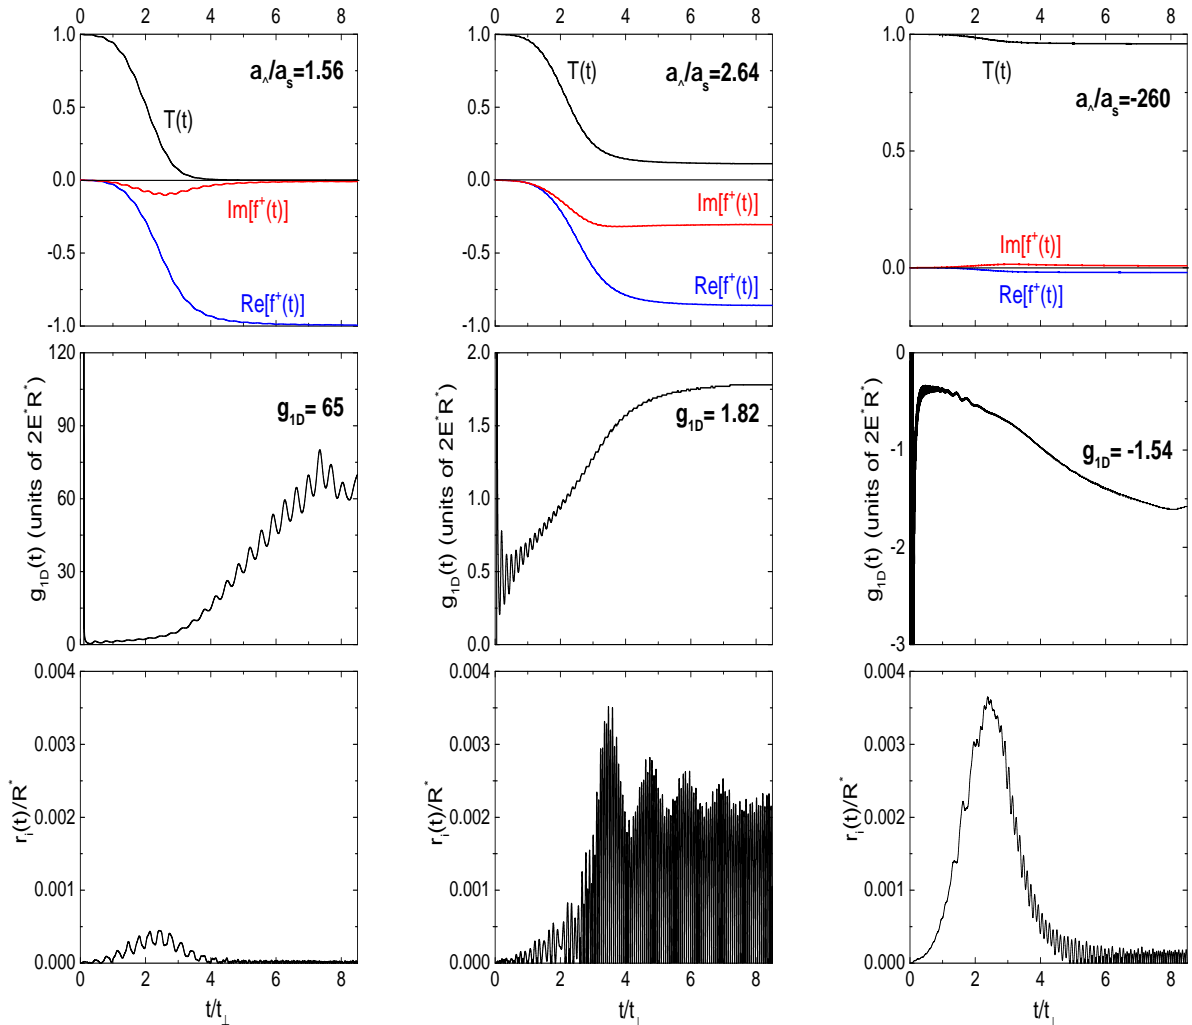 0 2 4 6 8
0 2 4 6 8
0 2 4 6 8
1.0
0.5
0.0
-0.5
-1.0
a^/as=1.56
T(t)
Im[f+(t)]
Re[f+(t)]
1.0
0.5
0.0
-0.5
-1.0
a^/as=2.64
T(t)
Im[f+(t)]
Re[f+(t)]
1.0
0.5
0.0
a^/as=-260
T(t)
Im[f+(t)]
Re[f+(t)]
g1D(t) (units of 2E*R*)
120
90
60
30
0
g1D= 65
g1D(t) (units of 2E*R*)
2.0
1.5
1.0
0.5
0.0
g1D= 1.82
g1D(t) (units of 2E*R*)
0
-1
-2
-3
g1D= -1.54
ri(t)/R*
0.004
0.003
0.002
0.001
0.000
0 2 4 6 8
t/t⊥
ri(t)/R*
0.004
0.003
0.002
0.001
0.000
0 2 4 6 8
t/t⊥
ri(t)/R*
0.004
0.003
0.002
0.001
0.000
0 2 4 6 8
t/t⊥